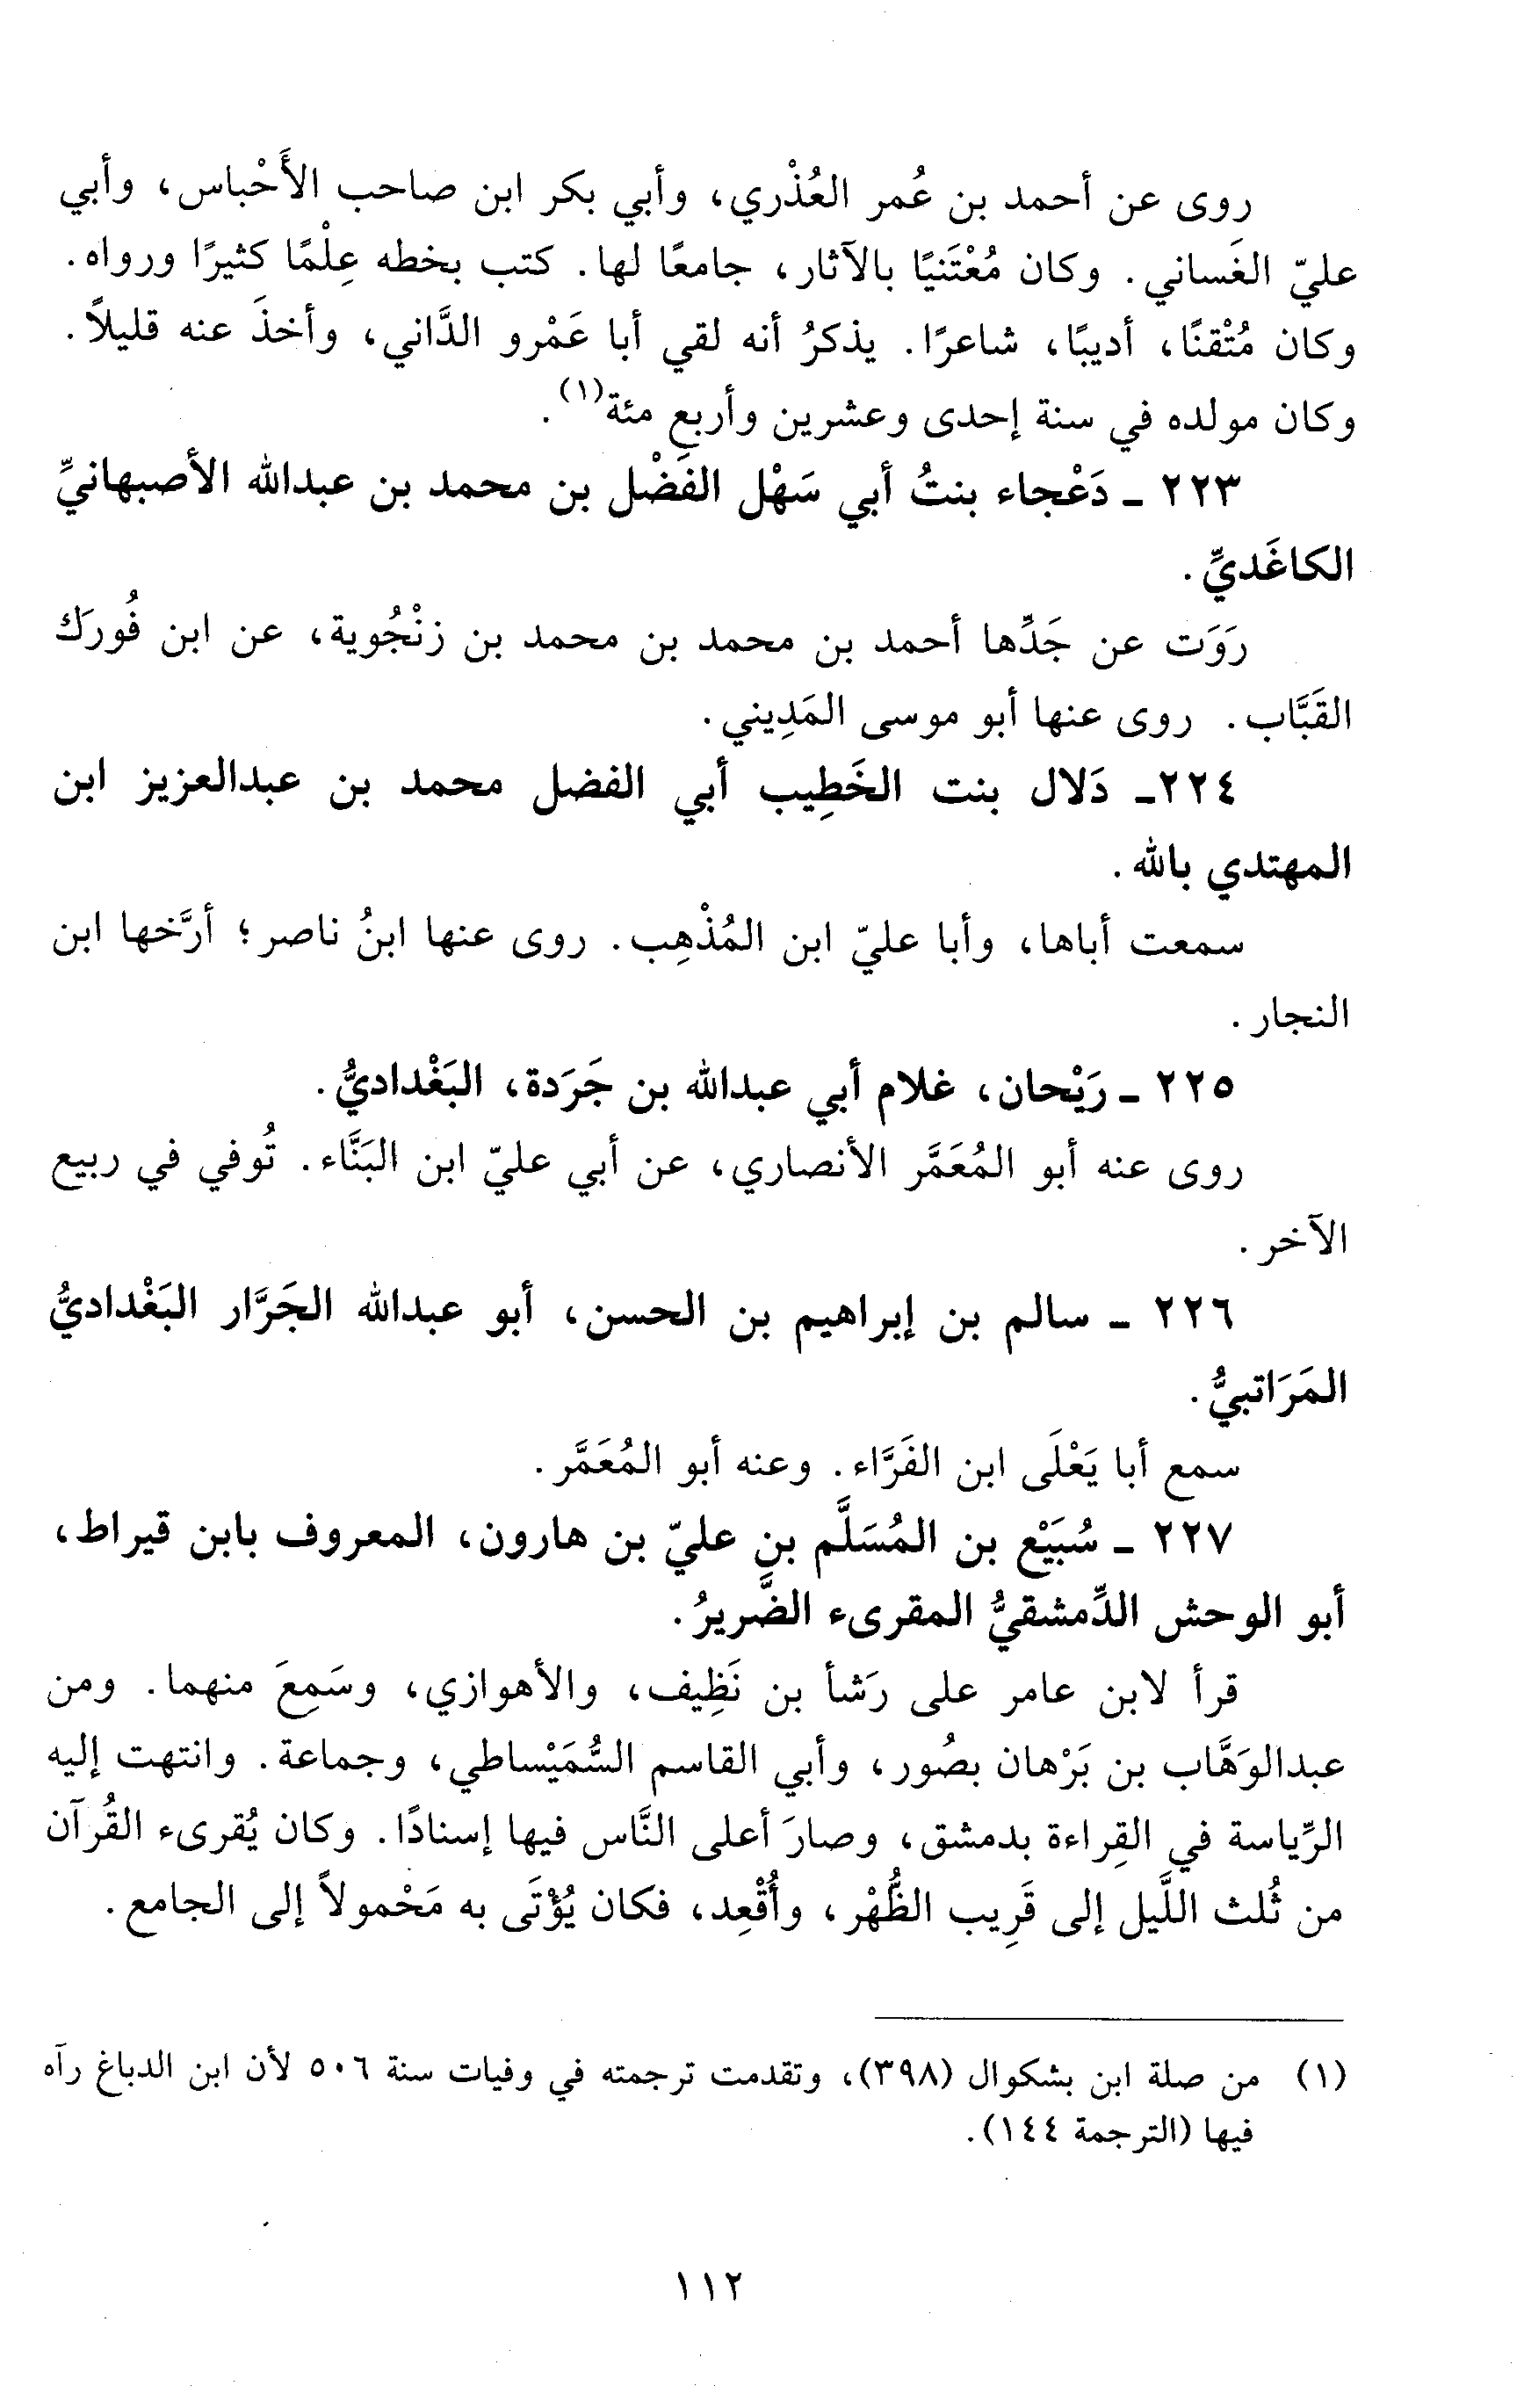 روى عن أحمد بن عُمر العُذْري، وأبي بكر ابن صاحب الأَحْباس، وأبي
عليّ الغَساني. وكان مُعْتَنيًا بالآثار، جامعًا لها. كتب بخطه عِلْمًا كثيرًا ورواه.
وكان مُتْقنًا، أديبًا، شاعرًا. يذكرُ أنه لقي أبا عَمْرو الدَّاني، وأخذَ عنه قليلاً.
وكان مولده في سنة إحدى وعشرين وأربعِ مئة(١).
٢٢٣ ـ دَعْجاء بنتُ أبي سَهْل الفَضْل بن محمد بن عبدالله الأصبهانيِّ
الكاغَديِّ.
رَوَت عن جَدِّها أحمد بن محمد بن محمد بن زنْجُوية، عن ابن فُورَك
القَبَّاب. روى عنها أبو موسى المَدِيني.
٢٢٤ـ دَلال بنت الخَطِيب أبي الفضل محمد بن عبدالعزيز ابن
المهتدي بالله.
سمعت أباها، وأبا عليّ ابن المُذْهِب. روى عنها ابنُ ناصر؛ أرَّخها ابن
النجار.
٢٢٥ ـ رَيْحان، غلام أبي عبدالله بن جَرَدة، البَغْداديُّ.
روى عنه أبو المُعَمَّر الأنصاري، عن أبي عليّ ابن البَنَّاء. تُوفي في ربيع
الآخر.
٢٢٦ ـ سالم بن إبراهيم بن الحسن، أبو عبدالله الجَرَّار البَغْداديُّ
المَرَاتبيُّ.
سمع أبا يَعْلَى ابن الفَرَّاء. وعنه أبو المُعَمَّر.
٢٢٧ ـ سُبَيْع بن المُسَلَّم بن عليّ بن هارون، المعروف بابن قيراط،
أبو الوحش الدِّمشقيُّ المقرىء الضَّريرُ.
قرأ لابن عامر على رَشأ بن نَظِيف، والأهوازي، وسَمِعَ منهما. ومن
عبدالوَهَّاب بن بَرْهان بصُور، وأبي القاسم السُّمَيْساطي، وجماعة. وانتهت إليه
الرِّياسة في القِراءة بدمشق، وصارَ أعلى النَّاس فيها إسنادًا. وكان يُقرىء القُرآن
من ثُلث اللَّيل إلى قَرِيب الظُّهْر، وأُقْعِد، فكان يُؤْتَى به مَحْمولاً إلى الجامع.
(١) من صلة ابن بشكوال (٣٩٨)، وتقدمت ترجمته في وفيات سنة ٥٠٦ لأن ابن الدباغ رآه
فيها (الترجمة ١٤٤).
١١٢